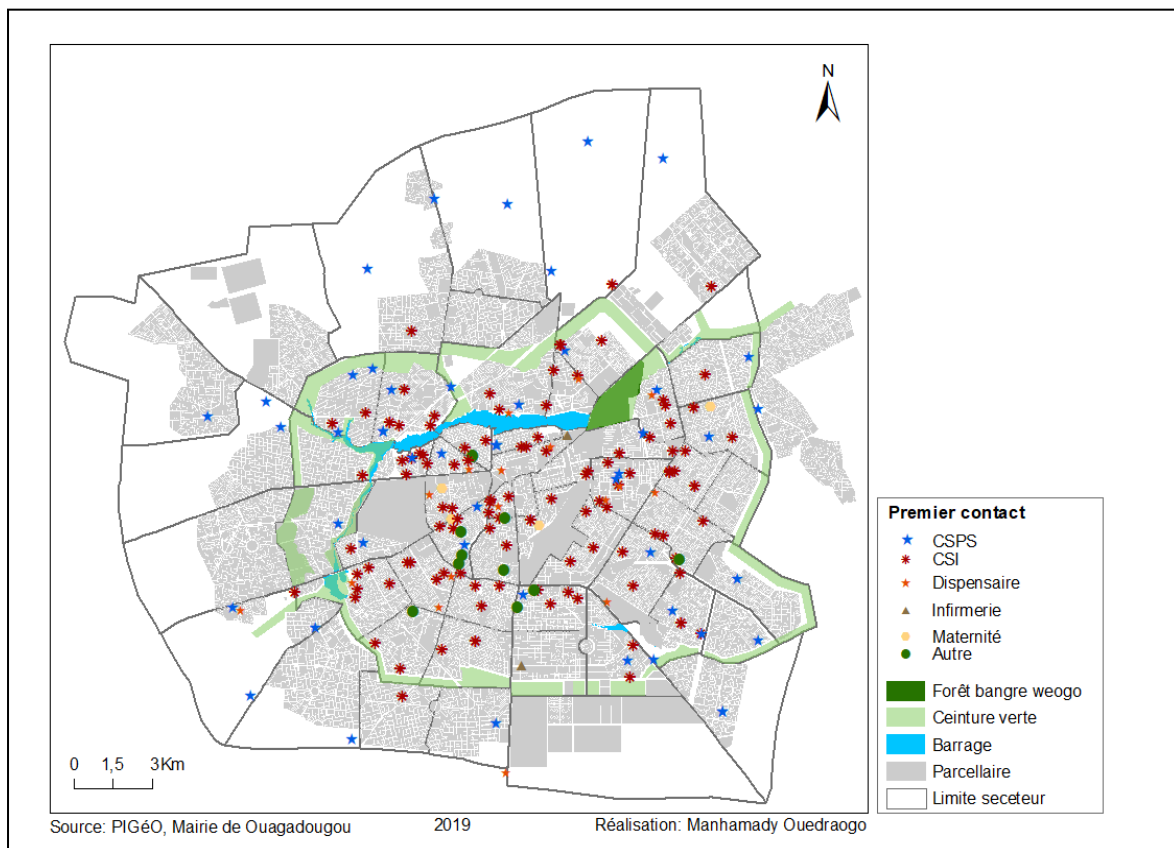 N
0 1,5 3Km
Source: PIGéO, Mairie de Ouagadougou 2019 Réalisation: Manhamady Ouedraogo
Premier contact
CSPS
CSI
Dispensaire
Infirmerie
Maternité
Autre
Forêt bangre weogo
Ceinture verte
Barrage
Parcellaire
Limite seceteur